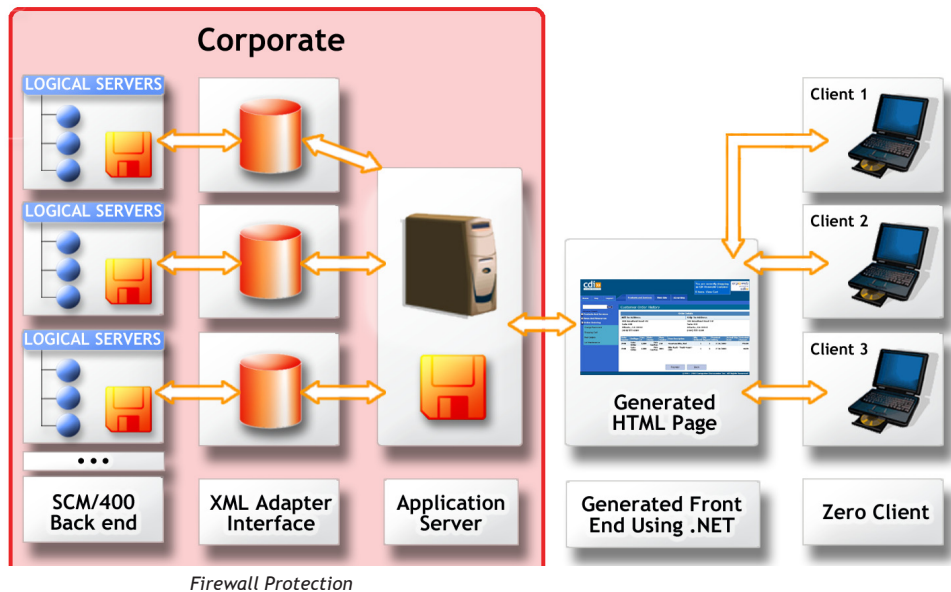 Corporate
LOGICAL SERVERS
LOGICAL SERVERS
LOGICAL SERVERS
•••
SCM/400
Back end
XML Adapter
Interface
Application
Server
cdi
Generated
HTML Page
Generated Front
End Using .NET
Client 1
Client 2
Client 3
Zero Client
Firewall Protection